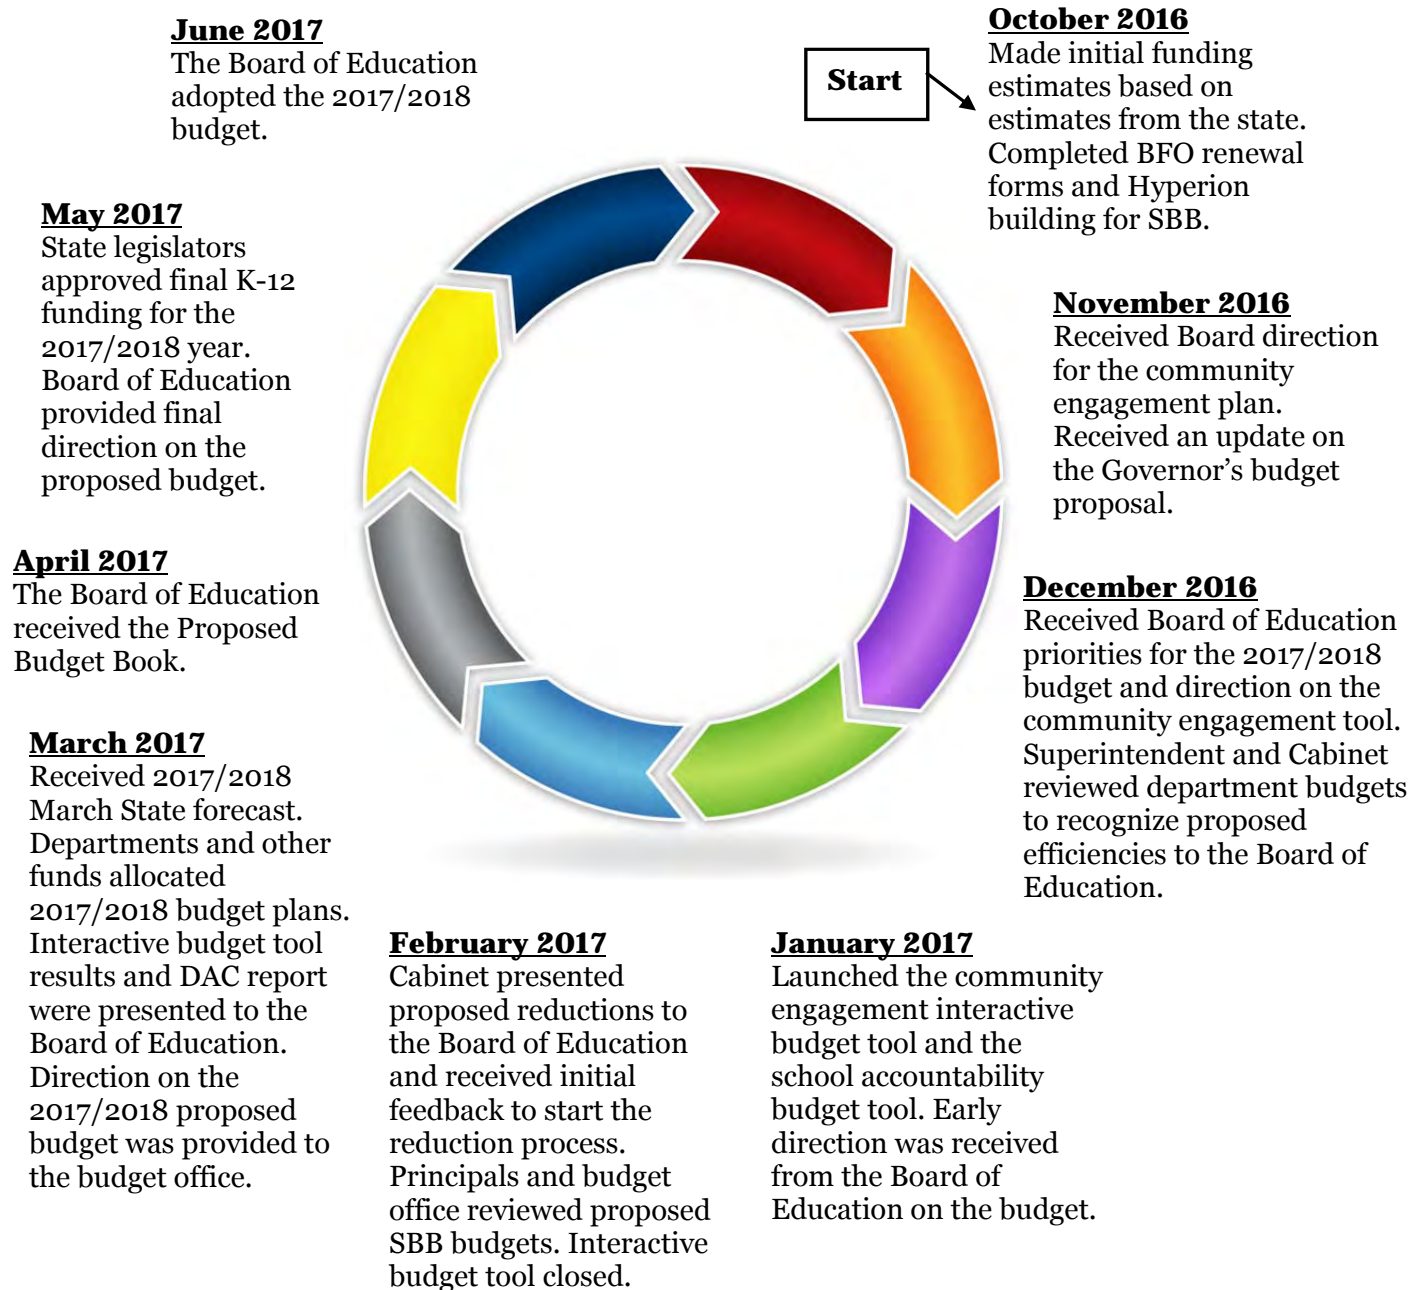 Start
October 2016
Made initial funding
estimates based on
estimates from the state.
Completed BFO renewal
forms and Hyperion
building for SBB.
November 2016
Received Board direction
for the community
engagement plan.
Received an update on
the Governor’s budget
proposal.
December 2016
Received Board of Education
priorities for the 2017/2018
budget and direction on the
community engagement tool.
Superintendent and Cabinet
reviewed department budgets
to recognize proposed
efficiencies to the Board of
Education.
January 2017
Launched the community
engagement interactive
budget tool and the
school accountability
budget tool. Early
direction was received
from the Board of
Education on the budget.
February 2017
Cabinet presented
proposed reductions to
the Board of Education
and received initial
feedback to start the
reduction process.
Principals and budget
office reviewed proposed
SBB budgets. Interactive
budget tool closed.
March 2017
Received 2017/2018
March State forecast.
Departments and other
funds allocated
2017/2018 budget plans.
Interactive budget tool
results and DAC report
were presented to the
Board of Education.
Direction on the
2017/2018 proposed
budget was provided to
the budget office.
April 2017
The Board of Education
received the Proposed
Budget Book.
May 2017
State legislators
approved final K-12
funding for the
2017/2018 year.
Board of Education
provided final
direction on the
proposed budget.
June 2017
The Board of Education
adopted the 2017/2018
budget.